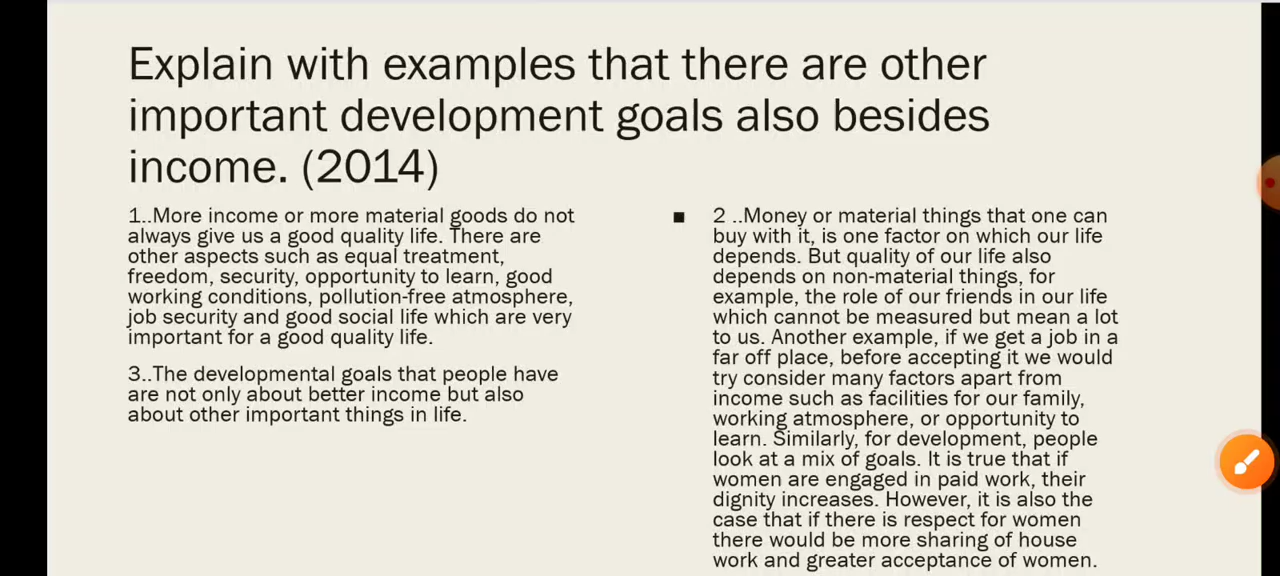 Explain with examples that there are other
important development goals also besides
income. (2014)
1..More income or more material goods do not
always give us a good quality life. There are
other aspects such as equal treatment,
freedom, security, opportunity to learn, good
working conditions, pollution-free atmosphere,
job security and good social life which are very
important for a good quality life.
3..The developmental goals that people have
are not only about better income but also
about other important things in life.
▪ 2 ..Money or material things that one can
buy with it, is one factor on which our life
depends. But quality of our life also
depends on non-material things, for
example, the role of our friends in our life
which cannot be measured but mean a lot
to us. Another example, if we get a job in a
far off place, before accepting it we would
try consider many factors apart from
income such as facilities for our family,
working atmosphere, or opportunity to
learn. Similarly, for development, people
look at a mix of goals. It is true that if
women are engaged in paid work, their
dignity increases. However, it is also the
case that if there is respect for women
there would be more sharing of house
work and greater acceptance of women.